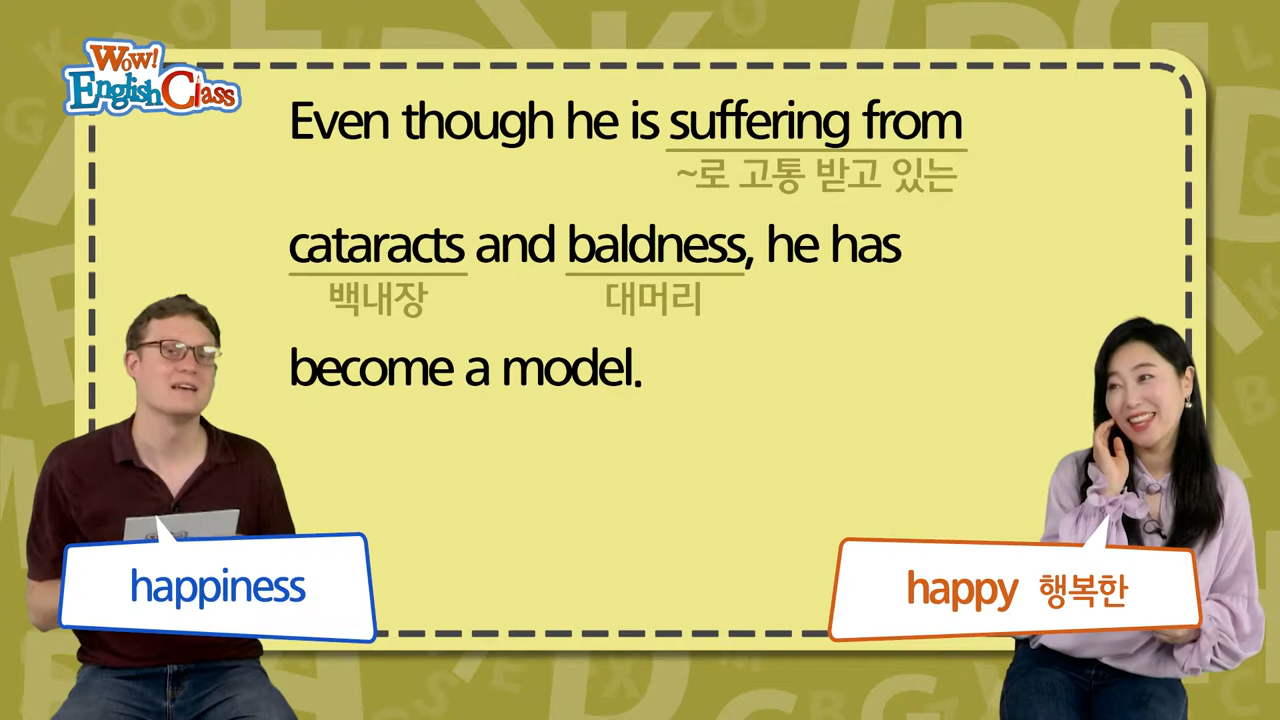 Wow!
English Class
Even though he is suffering from
~로 고통 받고 있는
cataracts and baldness, he has
백내장 대머리
become a model.
happiness
happy 행복한